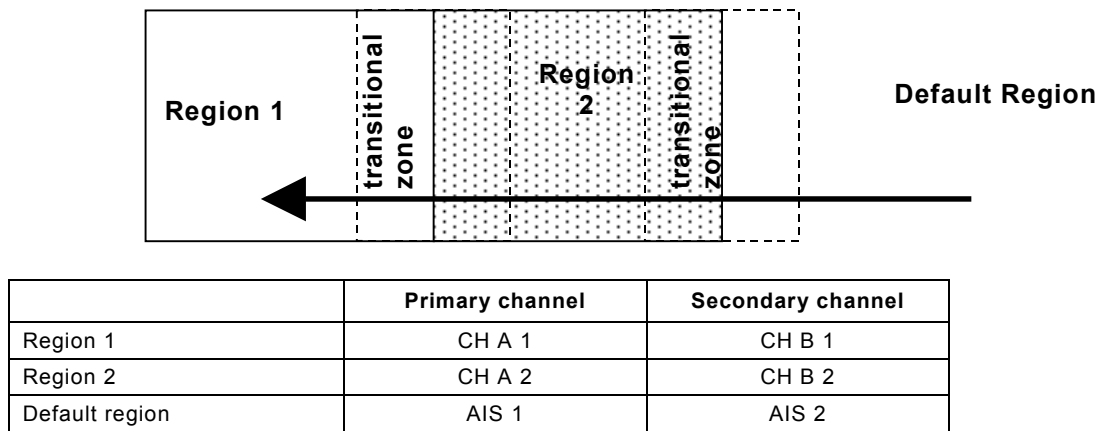 Region 1
transitional
zone
Region
2
transitional
zone
Default Region
Primary channel Secondary channel
Region 1 CH A 1 CH B 1
Region 2 CH A 2 CH B 2
Default region AIS 1 AIS 2